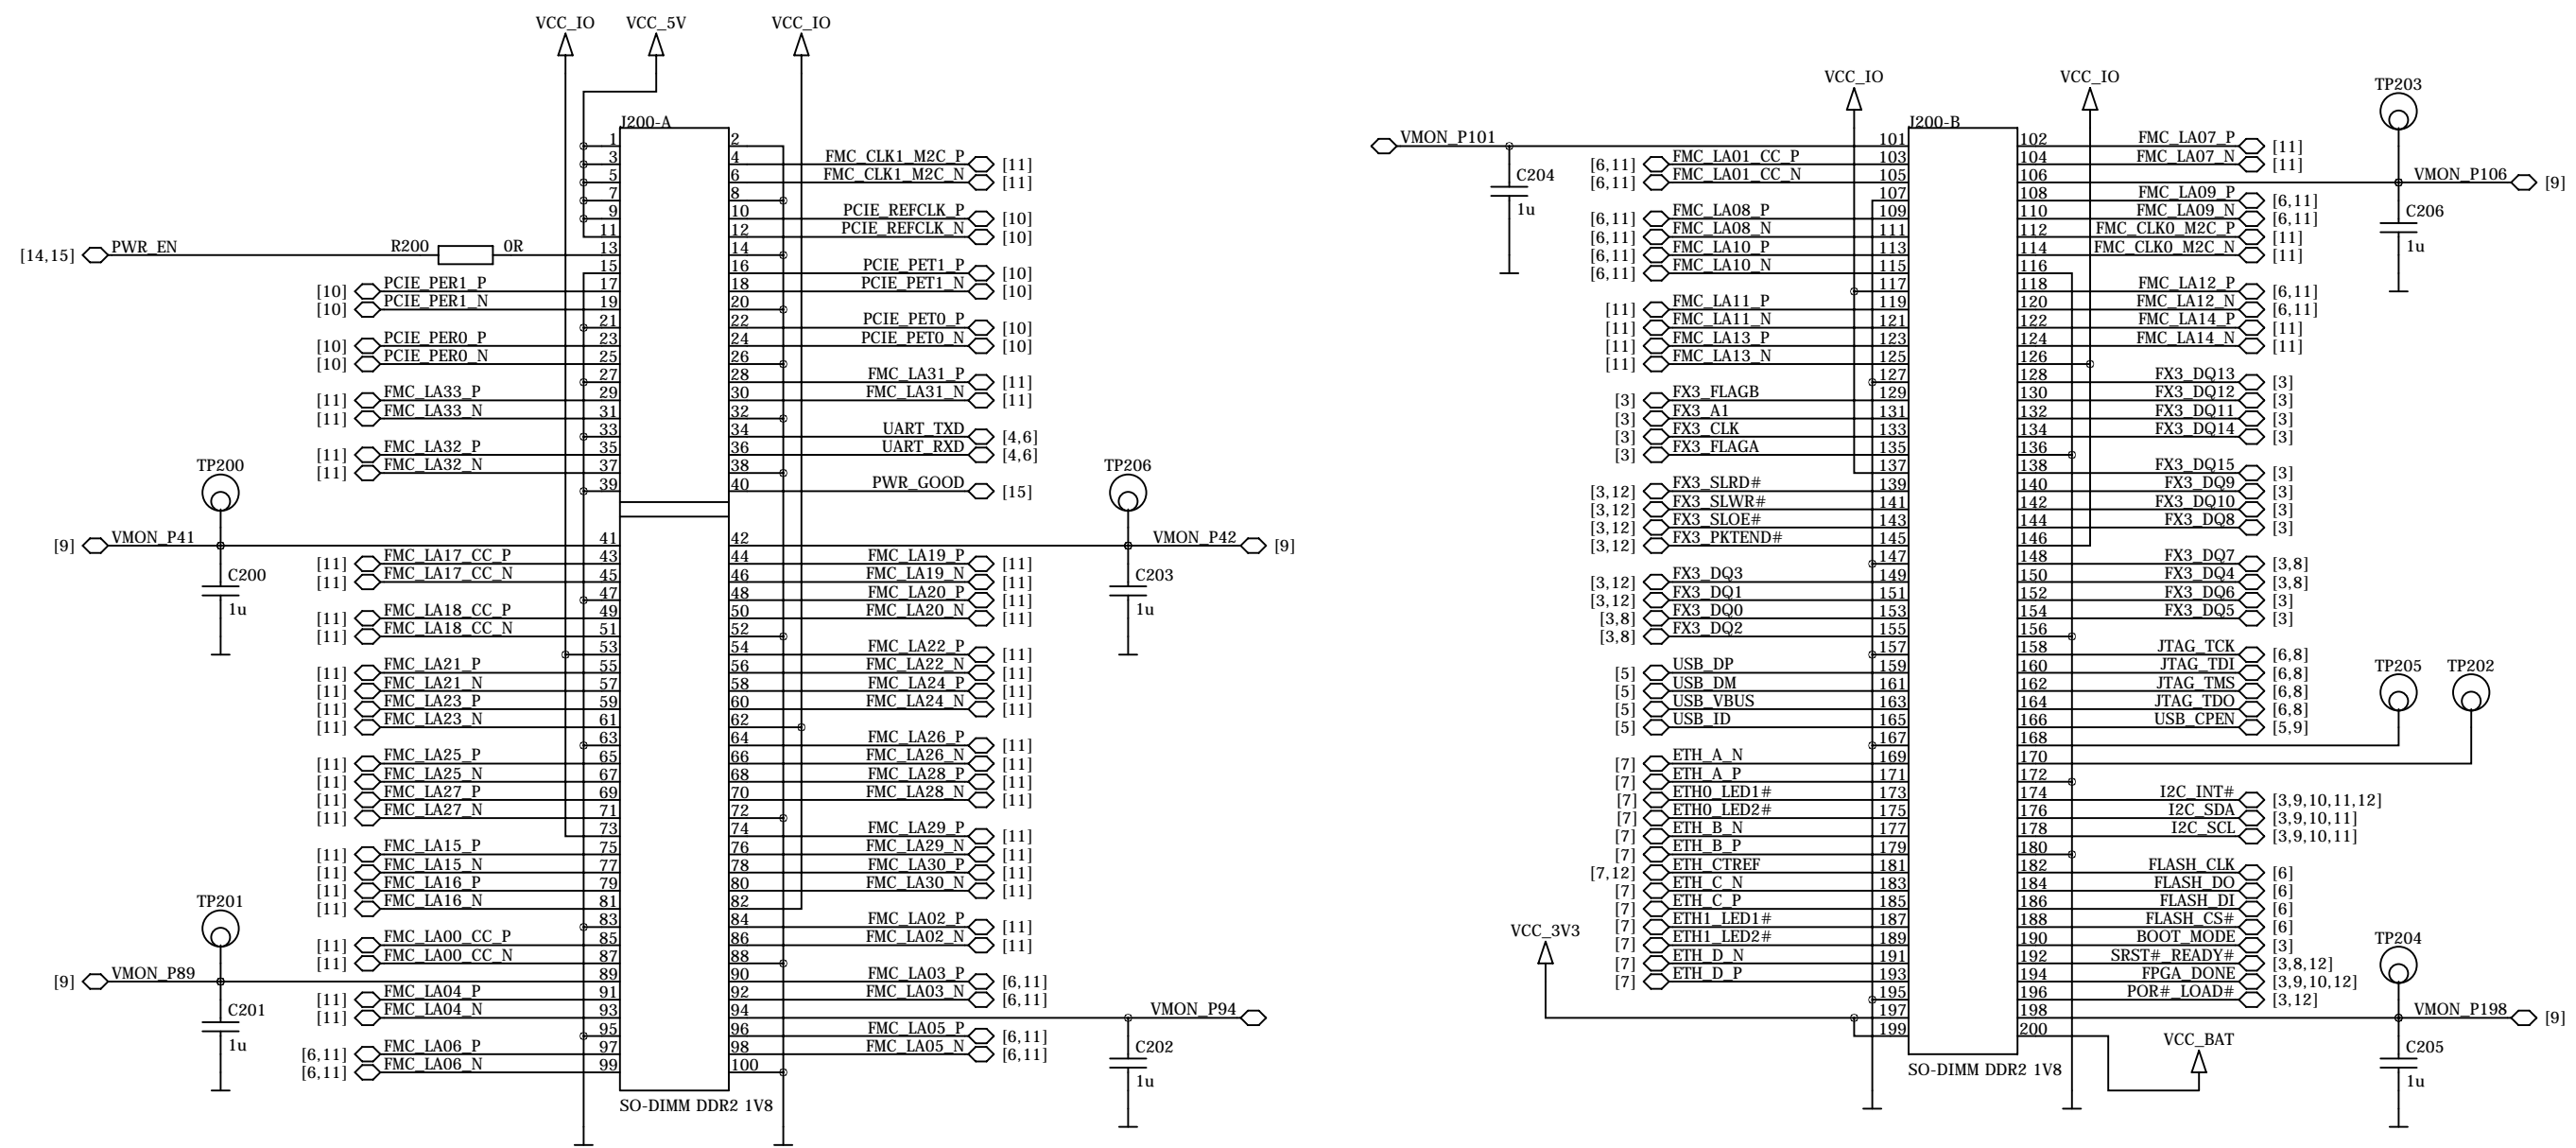 VCC_IO VCC_5V VCC_IO
J200-A
1 2
3 4 FMC_CLK1_M2C_P [11]
5 6 FMC_CLK1_M2C_N [11]
7 8
9 10 PCIE_REFCLK_P [10]
11 12 PCIE_REFCLK_N [10]
[14,15] PWR_EN R200 0R 13 14
15 16 PCIE_PET1_P [10]
[10] PCIE_PER1_P 17 18 PCIE_PET1_N [10]
[10] PCIE_PER1_N 19 20
21 22 PCIE_PET0_P [10]
[10] PCIE_PER0_P 23 24 PCIE_PET0_N [10]
[10] PCIE_PER0_N 25 26
27 28 FMC_LA31_P [11]
[11] FMC_LA33_P 29 30 FMC_LA31_N [11]
[11] FMC_LA33_N 31 32
33 34 UART_TXD [4,6]
[11] FMC_LA32_P 35 36 UART_RXD [4,6]
[11] FMC_LA32_N 37 38
TP200 TP206
39 40 PWR_GOOD [15]
[9] VMON_P41 41 42 VMON_P42 [9]
[11] FMC_LA17_CC_P 43 44 FMC_LA19_P [11]
C200 1u [11] FMC_LA17_CC_N 45 46 FMC_LA19_N [11] C203 1u
47 48 FMC_LA20_P [11]
[11] FMC_LA18_CC_P 49 50 FMC_LA20_N [11]
[11] FMC_LA18_CC_N 51 52
53 54 FMC_LA22_P [11]
[11] FMC_LA21_P 55 56 FMC_LA22_N [11]
[11] FMC_LA21_N 57 58 FMC_LA24_P [11]
[11] FMC_LA23_P 59 60 FMC_LA24_N [11]
[11] FMC_LA23_N 61 62
63 64 FMC_LA26_P [11]
[11] FMC_LA25_P 65 66 FMC_LA26_N [11]
[11] FMC_LA25_N 67 68 FMC_LA28_P [11]
[11] FMC_LA27_P 69 70 FMC_LA28_N [11]
[11] FMC_LA27_N 71 72
73 74 FMC_LA29_P [11]
[11] FMC_LA15_P 75 76 FMC_LA29_N [11]
[11] FMC_LA15_N 77 78 FMC_LA30_P [11]
[11] FMC_LA16_P 79 80 FMC_LA30_N [11]
TP201 [11] FMC_LA16_N 81 82
83 84 FMC_LA02_P [11]
[11] FMC_LA00_CC_P 85 86 FMC_LA02_N [11]
[11] FMC_LA00_CC_N 87 88
[9] VMON_P89 89 90 FMC_LA03_P [6,11]
[11] FMC_LA04_P 91 92 FMC_LA03_N [6,11]
C201 1u [11] FMC_LA04_N 93 94 VMON_P94
95 96 FMC_LA05_P [6,11]
[6,11] FMC_LA06_P 97 98 FMC_LA05_N [6,11] C202 1u
[6,11] FMC_LA06_N 99 100
SO-DIMM DDR2 1V8
VCC_IO VCC_IO TP203
J200-B
VMON_P101 101 102 FMC_LA07_P [11]
[6,11] FMC_LA01_CC_P 103 104 FMC_LA07_N [11]
C204 1u [6,11] FMC_LA01_CC_N 105 106 VMON_P106 [9]
107 108 FMC_LA09_P [6,11]
[6,11] FMC_LA08_P 109 110 FMC_LA09_N [6,11] C206 1u
[6,11] FMC_LA08_N 111 112 FMC_CLK0_M2C_P [11]
[6,11] FMC_LA10_P 113 114 FMC_CLK0_M2C_N [11]
[6,11] FMC_LA10_N 115 116
117 118 FMC_LA12_P [6,11]
[11] FMC_LA11_P 119 120 FMC_LA12_N [6,11]
[11] FMC_LA11_N 121 122 FMC_LA14_P [11]
[11] FMC_LA13_P 123 124 FMC_LA14_N [11]
[11] FMC_LA13_N 125 126
127 128 FX3_DQ13 [3]
[3] FX3_FLAGB 129 130 FX3_DQ12 [3]
[3] FX3_A1 131 132 FX3_DQ11 [3]
[3] FX3_CLK 133 134 FX3_DQ14 [3]
[3] FX3_FLAGA 135 136
137 138 FX3_DQ15 [3]
[3,12] FX3_SLRD# 139 140 FX3_DQ9 [3]
[3,12] FX3_SLWR# 141 142 FX3_DQ10 [3]
[3,12] FX3_SLOE# 143 144 FX3_DQ8 [3]
[3,12] FX3_PKTEND# 145 146
147 148 FX3_DQ7 [3,8]
[3,12] FX3_DQ3 149 150 FX3_DQ4 [3,8]
[3,12] FX3_DQ1 151 152 FX3_DQ6 [3]
[3,8] FX3_DQ0 153 154 FX3_DQ5 [3]
[3,8] FX3_DQ2 155 156
157 158 JTAG_TCK [6,8]
[5] USB_DP 159 160 JTAG_TDI [6,8] TP205 TP202
[5] USB_DM 161 162 JTAG_TMS [6,8]
[5] USB_VBUS 163 164 JTAG_TDO [6,8]
[5] USB_ID 165 166 USB_CPEN [5,9]
167 168
[7] ETH_A_N 169 170
[7] ETH_A_P 171 172
[7] ETH0_LED1# 173 174 I2C_INT# [3,9,10,11,12]
[7] ETH0_LED2# 175 176 I2C_SDA [3,9,10,11]
[7] ETH_B_N 177 178 I2C_SCL [3,9,10,11]
[7] ETH_B_P 179 180
[7,12] ETH_CTREF 181 182 FLASH_CLK [6]
[7] ETH_C_N 183 184 FLASH_DO [6]
[7] ETH_C_P 185 186 FLASH_DI [6]
[7] ETH1_LED1# 187 188 FLASH_CS# [6]
VCC_3V3 [7] ETH1_LED2# 189 190 BOOT_MODE [3] TP204
[7] ETH_D_N 191 192 SRST#_READY# [3,8,12]
[7] ETH_D_P 193 194 FPGA_DONE [3,9,10,12]
195 196 POR#_LOAD# [3,12]
197 198 VMON_P198 [9]
199 200 VCC_BAT C205 1u
SO-DIMM DDR2 1V8